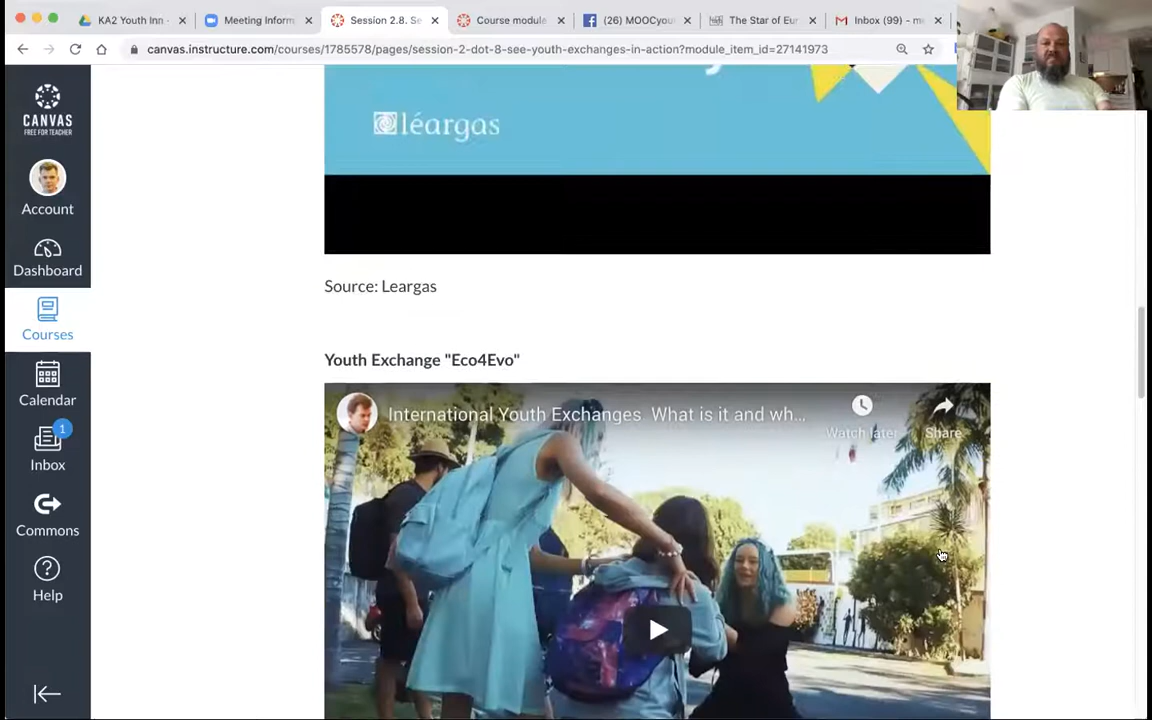 KA2 Youth Inn -
Meeting Inform
Session 2.8. Se
Course module
(26) MOOCyou
The Star of Eur
Inbox (99) - m
canvas.instructure.com/courses/1785578/pages/session-2-dot-8-see-youth-exchanges-in-action?module_item_id=27141973
CANVAS
FREE FOR TEACHER
Account
Dashboard
Courses
Calendar
1
Inbox
Commons
Help
léargas
Source: Leargas
Youth Exchange "Eco4Evo"
International Youth Exchanges What is it and wh...
Watch later
Share